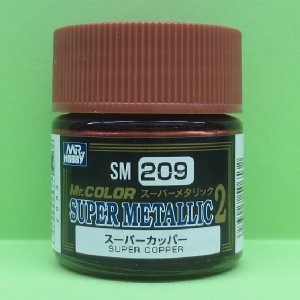 MR HOBBY
SM 209
Mr.COLOR スーパーメタリック
SUPER METALLIC 2
スーパーカッパー
SUPER COPPER